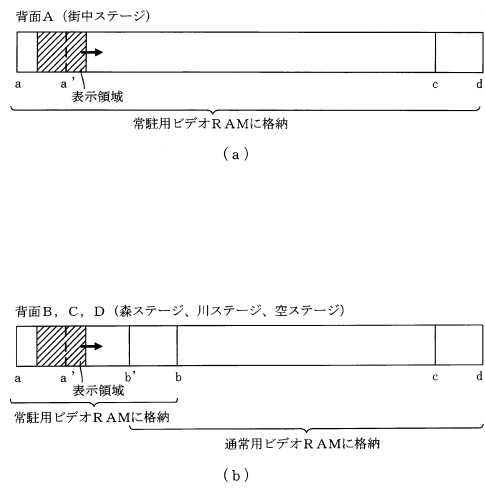 背面A（街中ステージ）
a a’ c d
表示領域
常駐用ビデオRAMに格納
（a）
背面B，C，D（森ステージ、川ステージ、空ステージ）
a a’ b’ b c d
表示領域
常駐用ビデオRAMに格納
通常用ビデオRAMに格納
（b）